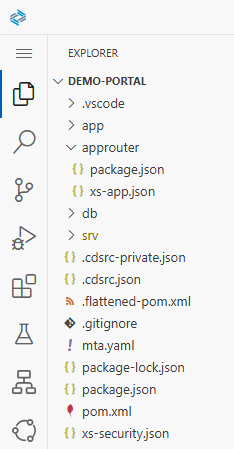 DEMO-PORTAL
.vscode
app
approuter
package.json
xs-app.json
db
srv
.cdsrc-private.json
.cdsrc.json
.flattened-pom.xml
.gitignore
mta.yaml
package-lock.json
package.json
pom.xml
xs-security.json